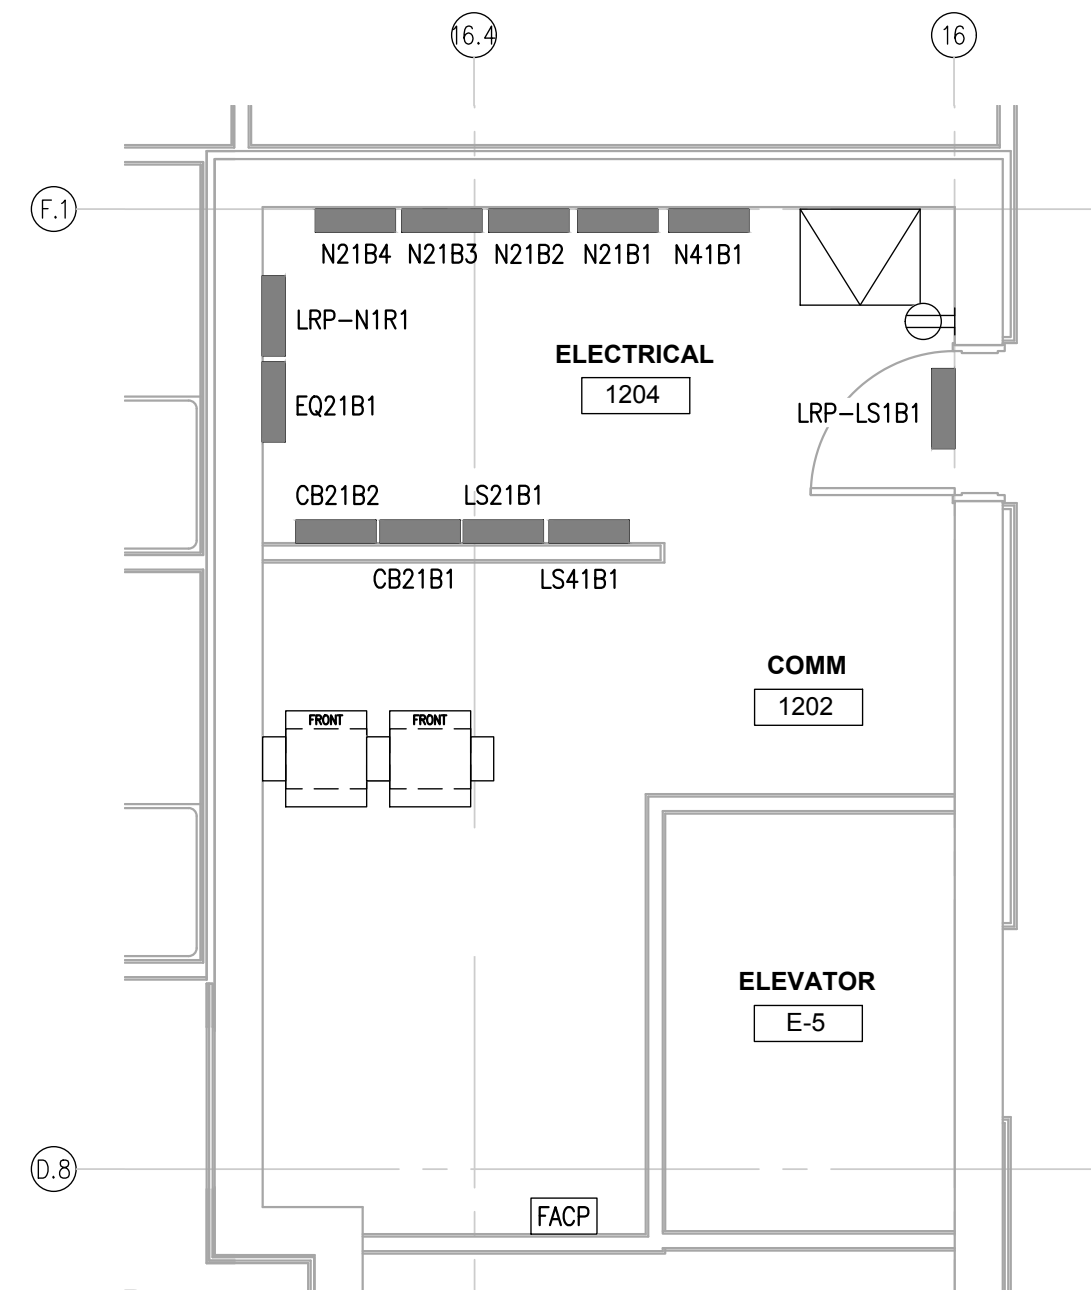 16.4
16
F.1
N21B4
N21B3
N21B2
N21B1
N41B1
LRP-N1R1
ELECTRICAL
1204
EQ21B1
LRP-LS1B1
CB21B2
LS21B1
CB21B1
LS41B1
COMM
1202
FRONT
FRONT
ELEVATOR
E-5
D.8
FACP